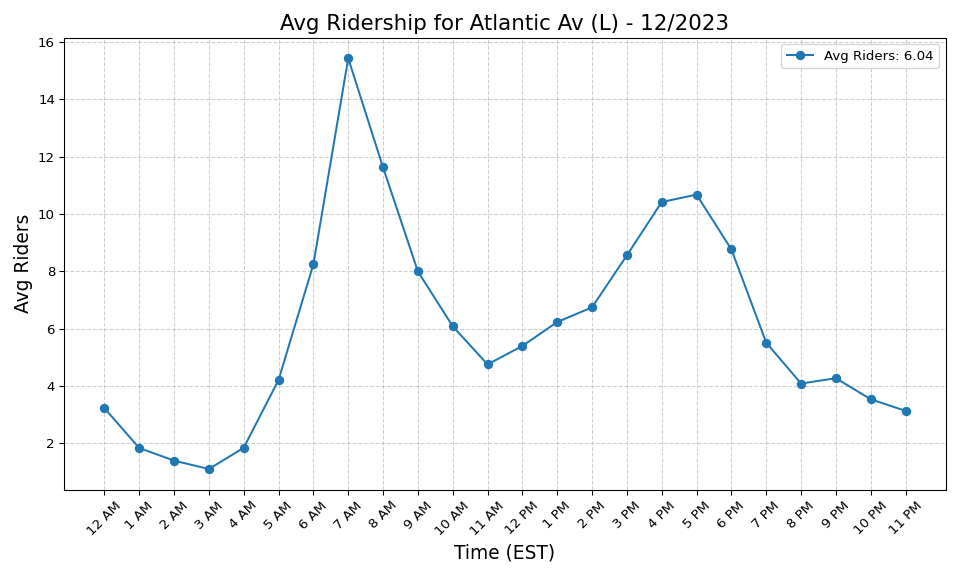 Avg Ridership for Atlantic Av (L) - 12/2023
Avg Riders: 6.04
Avg Riders
16
14
12
10
8
6
4
2
12 AM
1 AM
2 AM
3 AM
4 AM
5 AM
6 AM
7 AM
8 AM
9 AM
10 AM
11 AM
12 PM
1 PM
2 PM
3 PM
4 PM
5 PM
6 PM
7 PM
8 PM
9 PM
10 PM
11 PM
Time (EST)